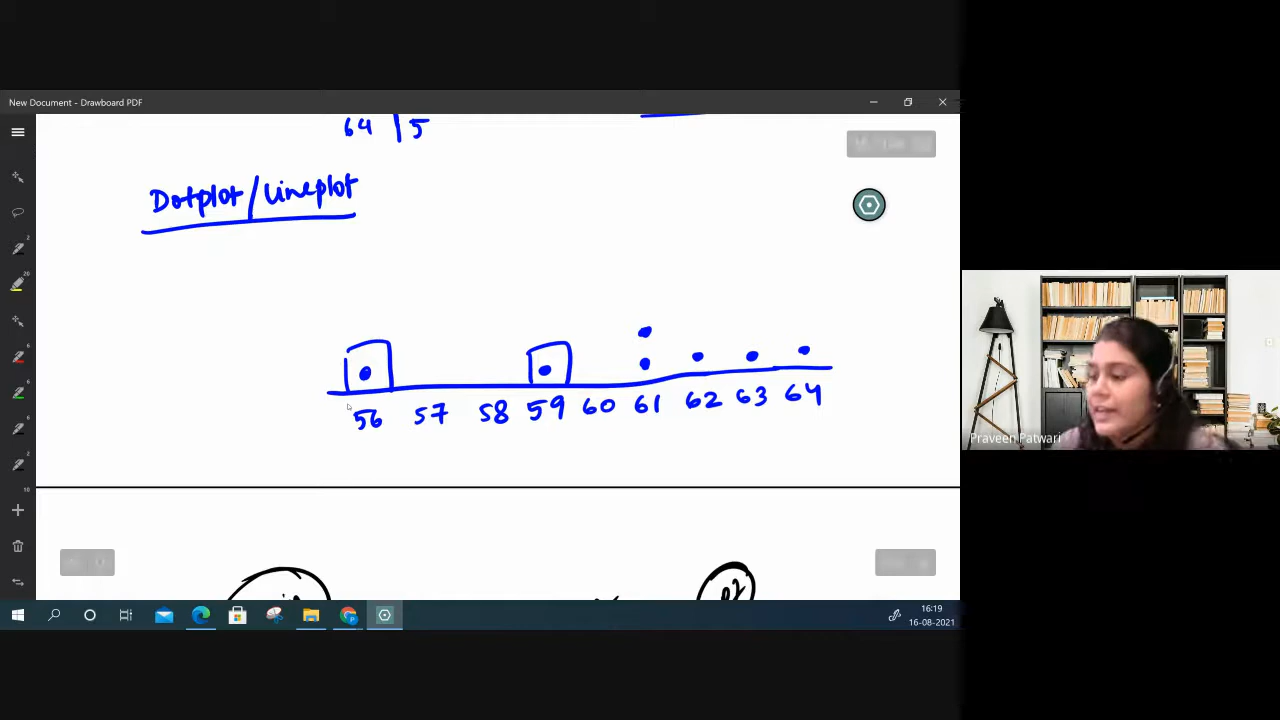 New Document - Drawboard PDF
64 | 5
Dotplot/Lineplot
56 57 58 59 60 61 62 63 64
Praveen Patwari
16:19
16-08-2021